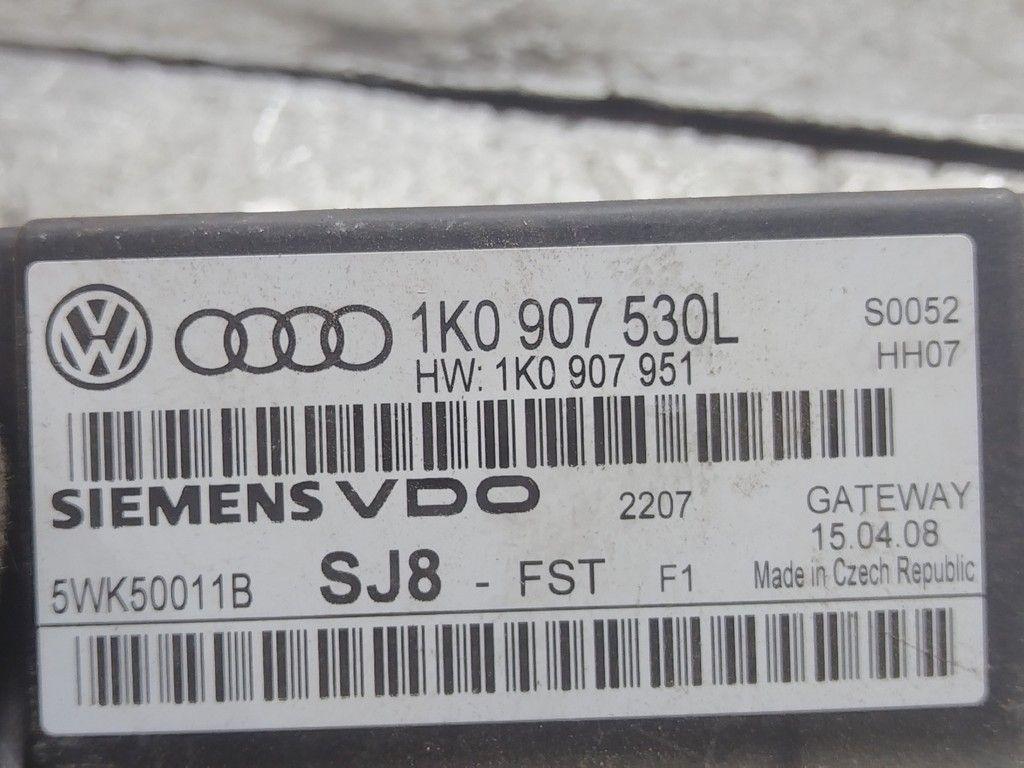 1K0 907 530L S0052
HW: 1K0 907 951 HH07
SIEMENS VDO 2207 GATEWAY
15.04.08
5WK50011B SJ8 - FST F1 Made in Czech Republic